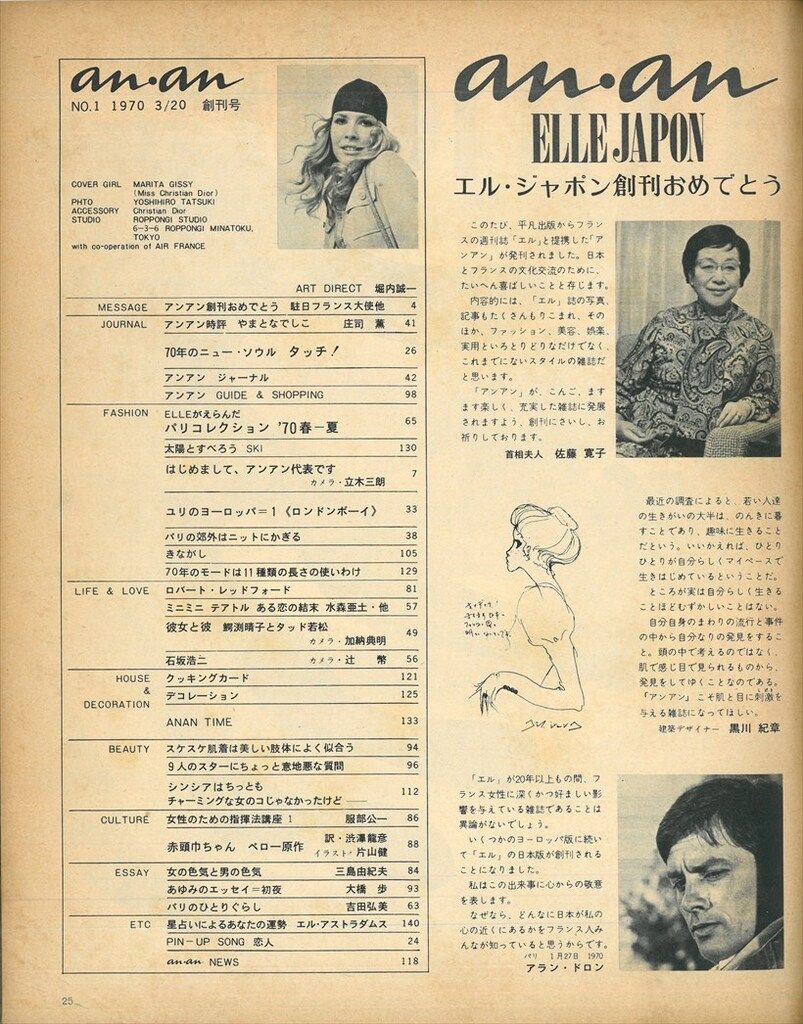 an·an
NO.1 1970 3/20 創刊号
COVER GIRL MARITA GISSY
(Miss Christian Dior)
PHTO YOSHIHIRO TATSUKI
ACCESSORY Christian Dior
STUDIO ROPPONGI STUDIO
6-3-6 ROPPONGI MINATOKU,
TOKYO
with co-operation of AIR FRANCE
ART DIRECT 堀内誠一
MESSAGE アンアン創刊おめでとう 駐日フランス大使他 4
JOURNAL アンアン時評 やまとなでしこ 庄司 薫 41
70年のニュー・ソウル タッチ! 26
アンアン ジャーナル 42
アンアン GUIDE & SHOPPING 98
FASHION ELLEがえらんだ
パリコレクション '70春-夏 65
太陽とすべろう SKI 130
はじめまして、アンアン代表です 7
カメラ・立木三朗
ユリのヨーロッパ=1《ロンドンボーイ》 33
パリの郊外はニットにかぎる 38
きながし 105
70年のモードは11種類の長さの使いわけ 129
LIFE & LOVE ロバート・レッドフォード 81
ミニミニ テアトル ある恋の結末 水森亜土・他 57
彼女と彼 鰐渕晴子とタッド若松 49
カメラ・加納典明
石坂浩二 カメラ・辻 幣 56
HOUSE & DECORATION クッキングカード 121
デコレーション 125
ANAN TIME 133
BEAUTY スケスケ肌着は美しい肢体によく似合う 94
9人のスターにちょっと意地悪な質問 96
シンシアはちっとも
チャーミングな女のコじゃなかったけど── 112
CULTURE 女性のための指揮法講座 1 服部公一 86
赤頭巾ちゃん ペロー原作 訳・渋澤龍彦 88
イラスト・片山健
ESSAY 女の色気と男の色気 三島由紀夫 84
あゆみのエッセイ=初夜 大橋 歩 93
パリのひとりぐらし 吉田弘美 63
ETC 星占いによるあなたの運勢 エル・アストラダムス 140
PIN-UP SONG 恋人 24
an·an NEWS 118
25
an·an
ELLE JAPON
エル・ジャポン創刊おめでとう
このたび、平凡出版からフラン
スの週刊誌「エル」と提携した「ア
ンアン」が発刊されました。日本
とフランスの文化交流のために、
たいへん喜ばしいことと存じます。
内容的には、「エル」誌の写真、
記事もたくさんもりこまれ、その
ほか、ファッション、美容、娯楽、
実用といろとりどりなだけでなく、
これまでにないスタイルの雑誌だ
と思います。
「アンアン」が、こんご、ます
ます楽しく、充実した雑誌に発展
されますよう、創刊にさいし、お
祈りしております。
首相夫人 佐藤 寛子
最近の調査によると、若い人達
の生きがいの大半は、のんきに暮
すことであり、趣味に生きること
だという。いいかえれば、ひとり
ひとりが自分らしくマイペースで
生きはじめているということだ。
ところが実は自分らしく生きる
ことほどむずかしいことはない。
自分自身のまわりの流行と事件
の中から自分なりの発見をするこ
と。頭の中で考えるのではなく、
肌で感じ目で見られるものから、
発見をしてゆくことなのである。
「アンアン」こそ肌と目に刺激を
与える雑誌になってほしい。
建築デザイナー 黒川 紀章
「エル」が20年以上もの間、フ
ランス女性に深くかつ好ましい影
響を与えている雑誌であることは
異論がないでしょう。
いくつかのヨーロッパ版に続い
て「エル」の日本版が創刊される
ことになりました。
私はこの出来事に心からの敬意
を表します。
なぜなら、どんなに日本が私の
心の近くにあるかをフランス人み
んなが知っていると思うからです。
パリ 1月27日 1970
アラン・ドロン